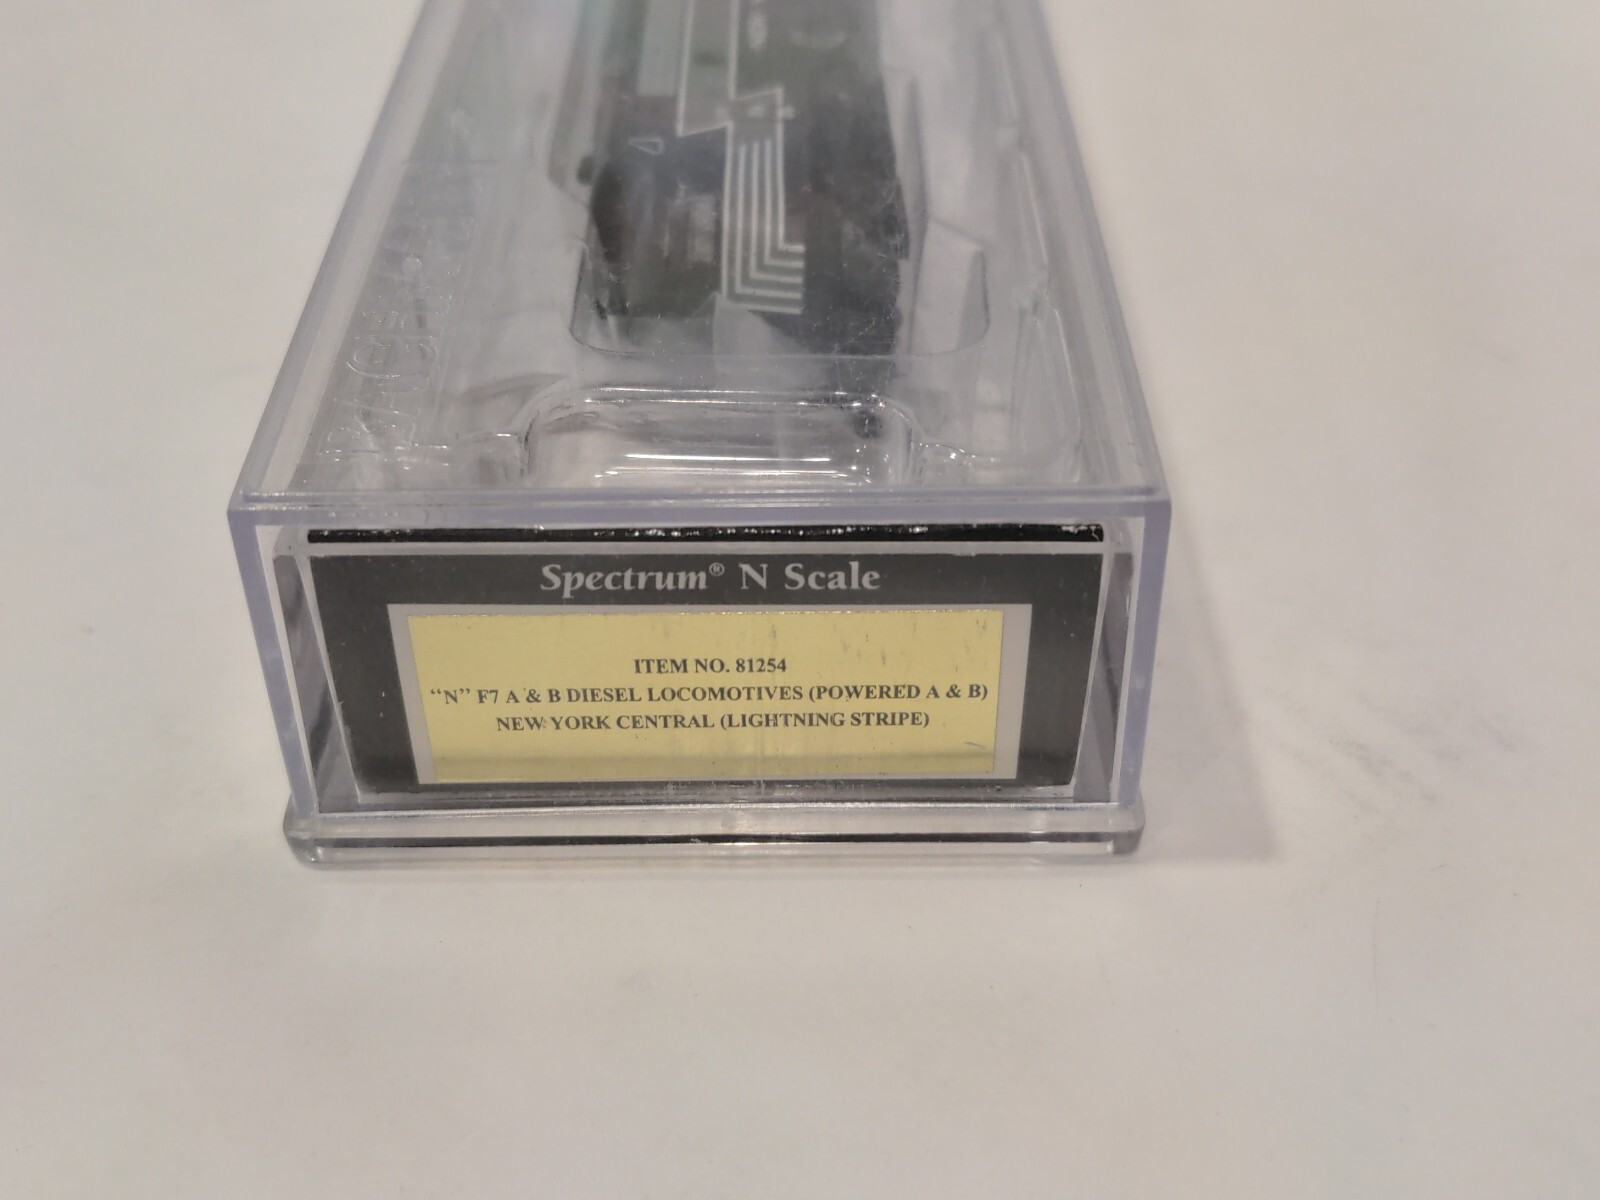 Spectrum® N Scale
ITEM NO. 81254
“N” F7 A & B DIESEL LOCOMOTIVES (POWERED A & B)
NEW YORK CENTRAL (LIGHTNING STRIPE)